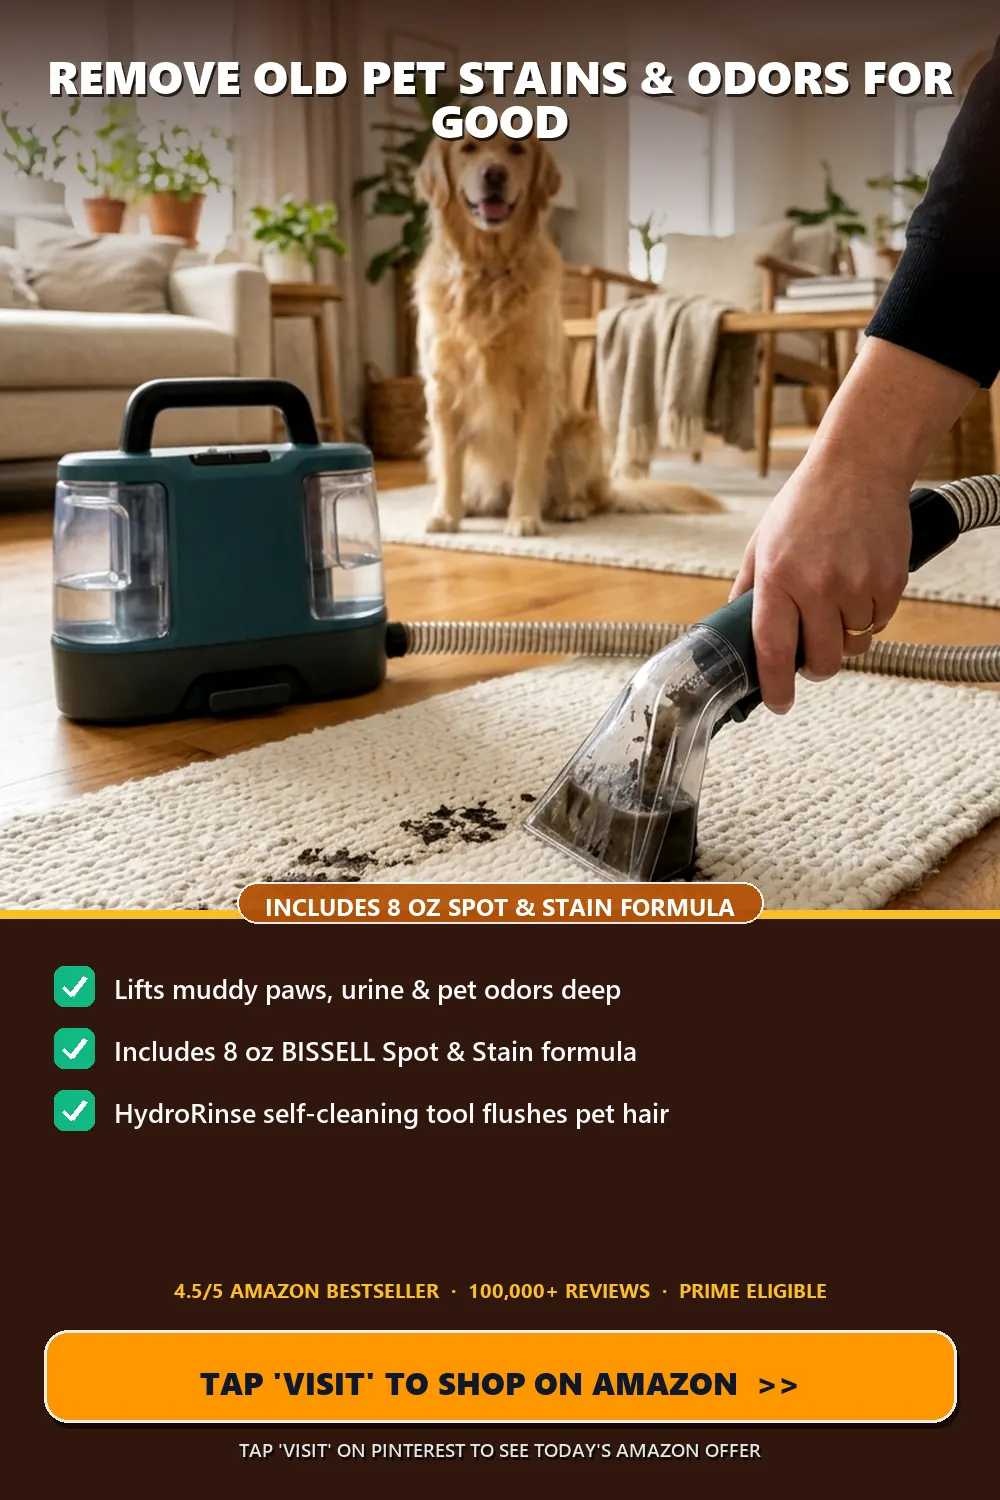 REMOVE OLD PET STAINS & ODORS FOR
GOOD
INCLUDES 8 OZ SPOT & STAIN FORMULA
Lifts muddy paws, urine & pet odors deep
Includes 8 oz BISSELL Spot & Stain formula
HydroRinse self-cleaning tool flushes pet hair
4.5/5 AMAZON BESTSELLER · 100,000+ REVIEWS · PRIME ELIGIBLE
TAP 'VISIT' TO SHOP ON AMAZON >>
TAP 'VISIT' ON PINTEREST TO SEE TODAY'S AMAZON OFFER